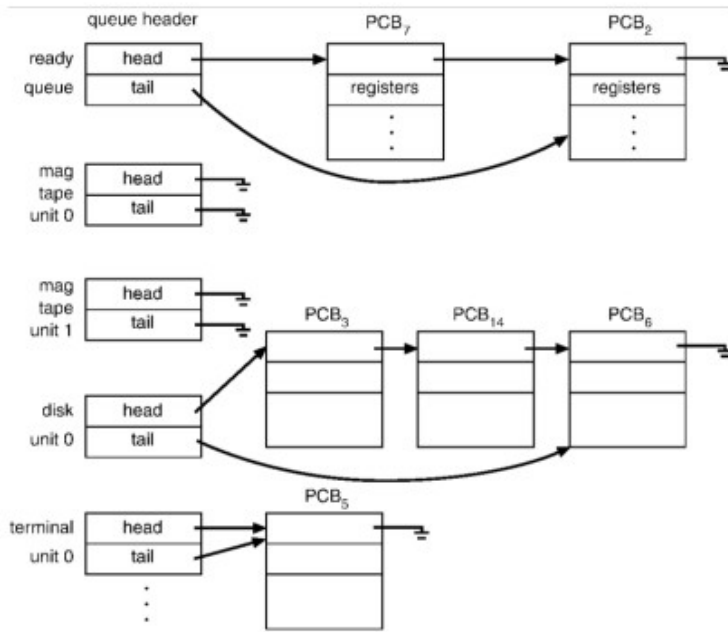 queue header PCB7 PCB2
ready head
queue tail registers registers
mag head
tape
unit 0 tail
mag head
tape
unit 1 tail
PCB3 PCB14 PCB6
disk head
unit 0 tail
PCB5
terminal head
unit 0 tail